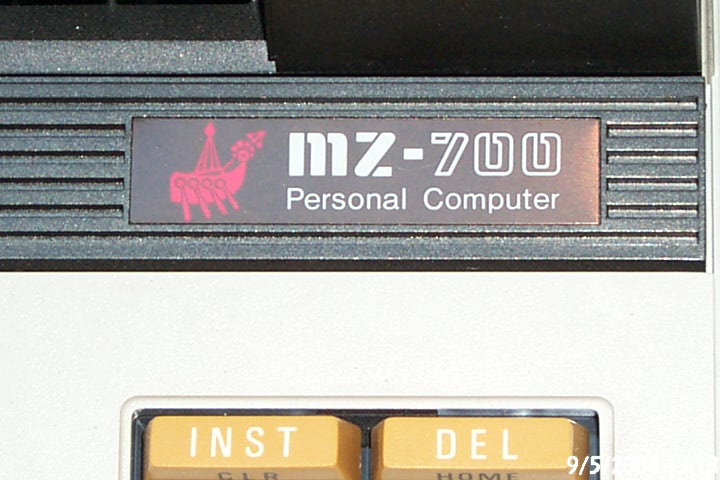 mz-700
Personal Computer
INST
DEL
CLR
HOME